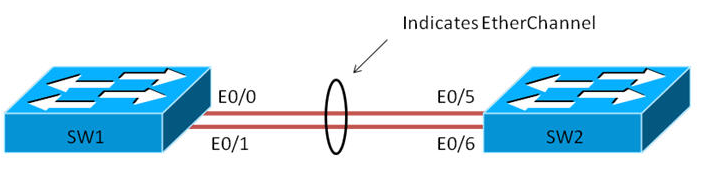 Indicates EtherChannel
E0/0
E0/5
SW1
SW2
E0/1
E0/6